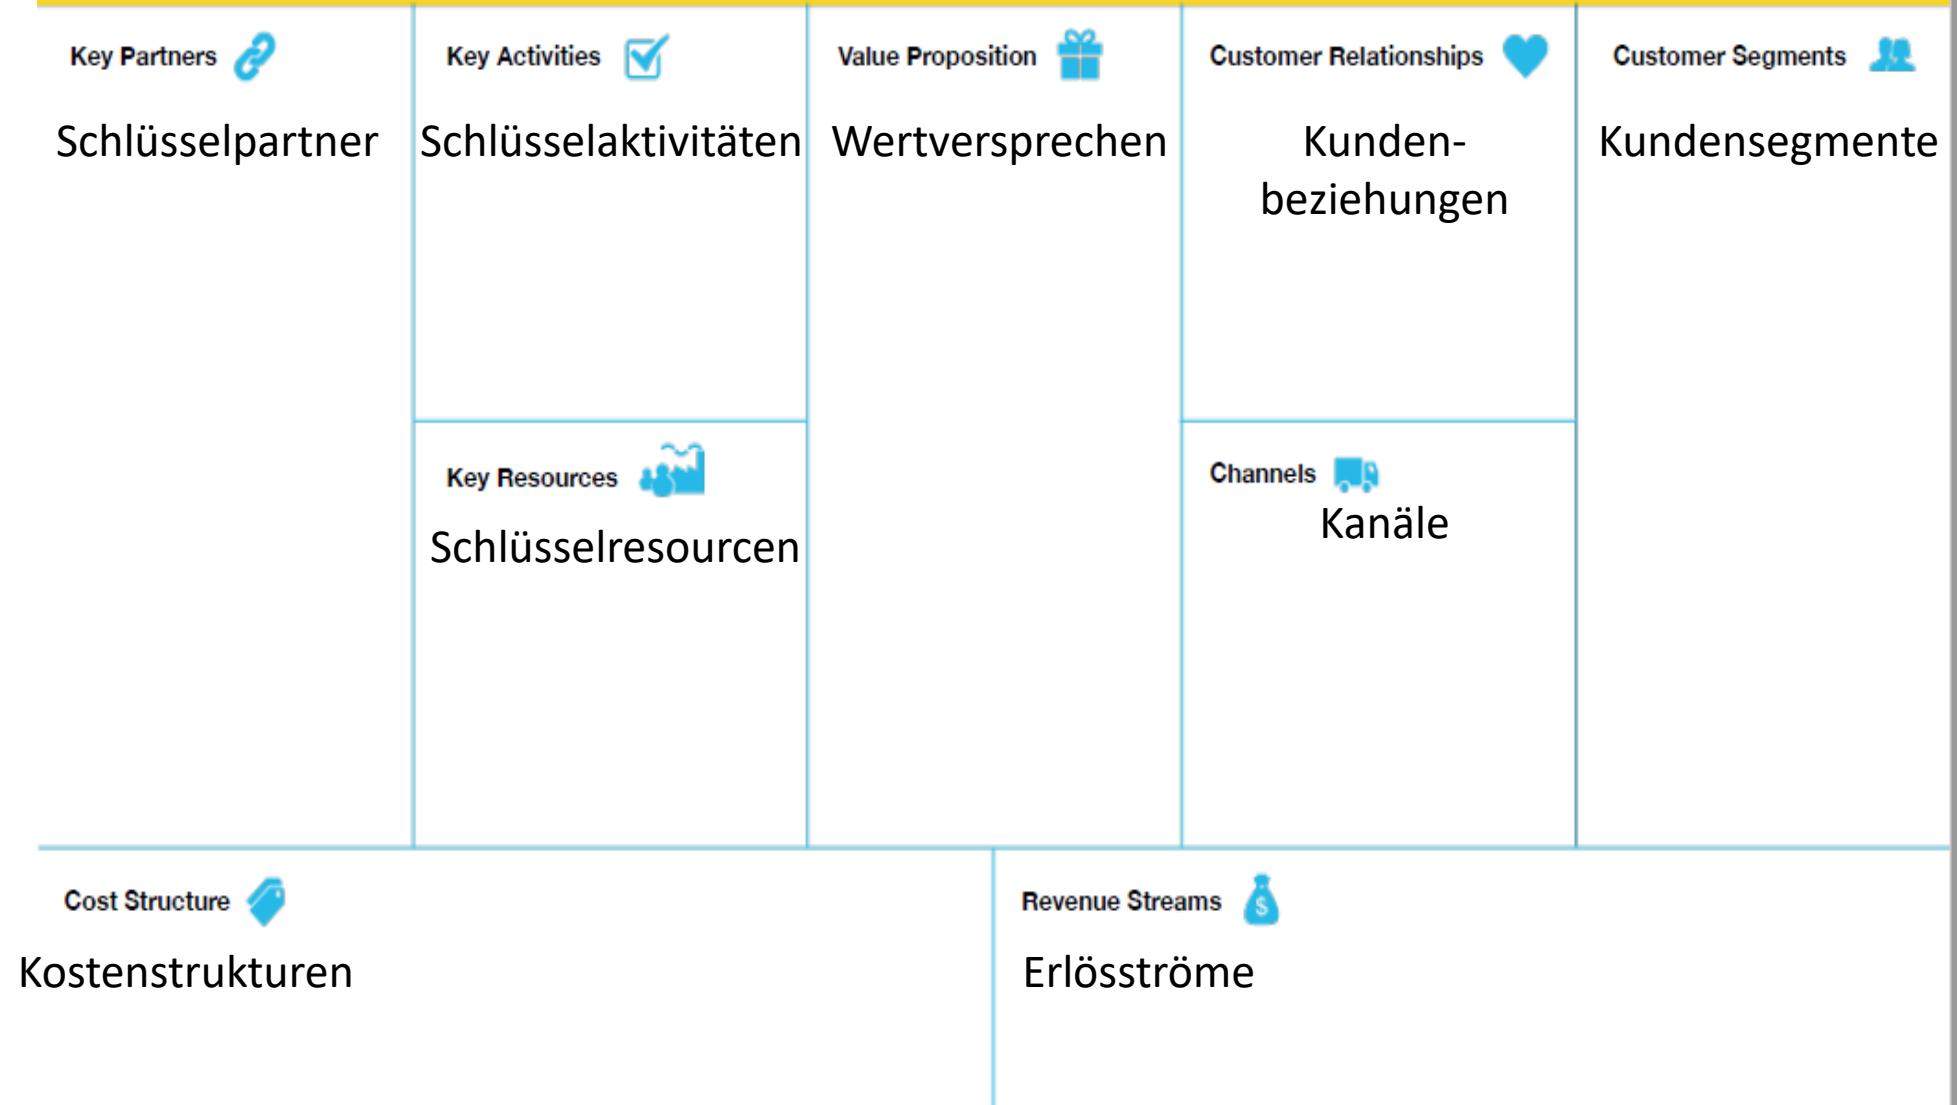 Key Partners
Schlüsselpartner
Key Activities
Schlüsselaktivitäten
Key Resources
Schlüsselresourcen
Value Proposition
Wertversprechen
Customer Relationships
Kunden-
beziehungen
Channels
Kanäle
Customer Segments
Kundensegmente
Cost Structure
Kostenstrukturen
Revenue Streams
$
Erlösströme